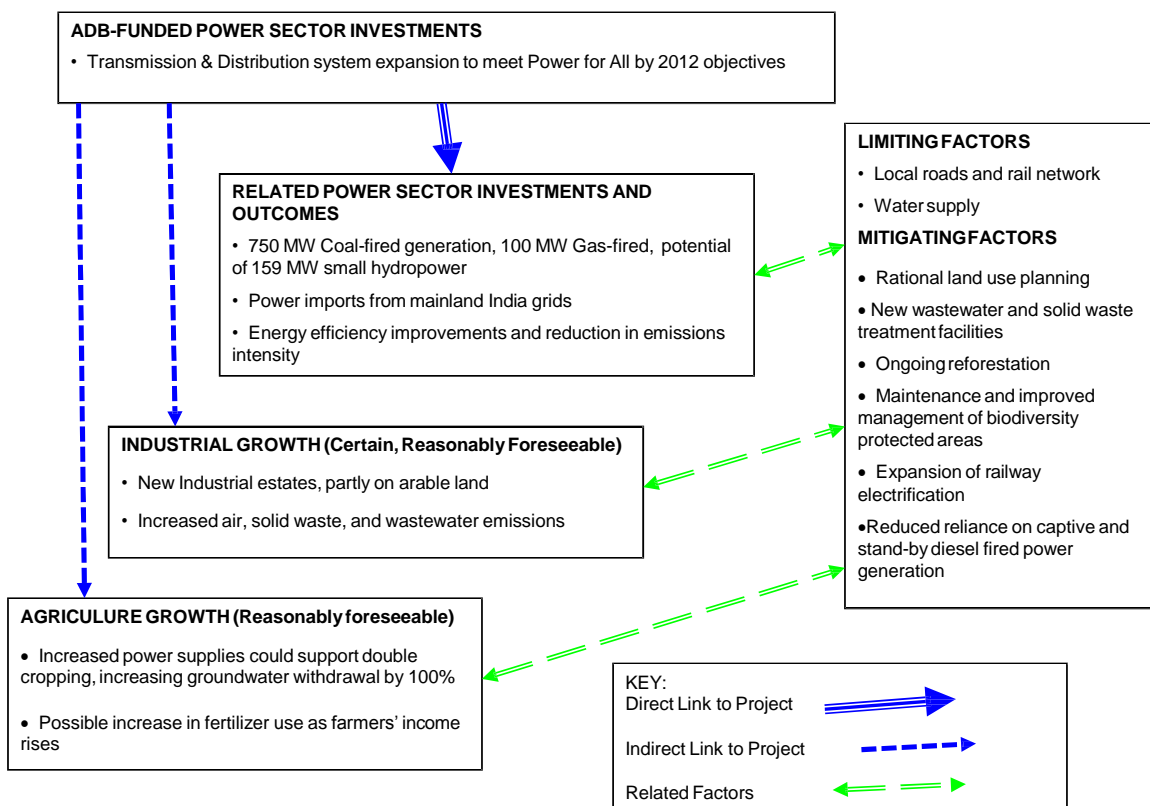 ADB-FUNDED POWER SECTOR INVESTMENTS
• Transmission & Distribution system expansion to meet Power for All by 2012 objectives
RELATED POWER SECTOR INVESTMENTS AND
OUTCOMES
• 750 MW Coal-fired generation, 100 MW Gas-fired, potential
of 159 MW small hydropower
• Power imports from mainland India grids
• Energy efficiency improvements and reduction in emissions
intensity
INDUSTRIAL GROWTH (Certain, Reasonably Foreseeable)
• New Industrial estates, partly on arable land
• Increased air, solid waste, and wastewater emissions
AGRICULURE GROWTH (Reasonably foreseeable)
• Increased power supplies could support double
cropping, increasing groundwater withdrawal by 100%
• Possible increase in fertilizer use as farmers' income
rises
LIMITING FACTORS
• Local roads and rail network
• Water supply
MITIGATING FACTORS
• Rational land use planning
• New wastewater and solid waste
treatment facilities
• Ongoing reforestation
• Maintenance and improved
management of biodiversity
protected areas
• Expansion of railway
electrification
•Reduced reliance on captive and
stand-by diesel fired power
generation
KEY:
Direct Link to Project
Indirect Link to Project
Related Factors